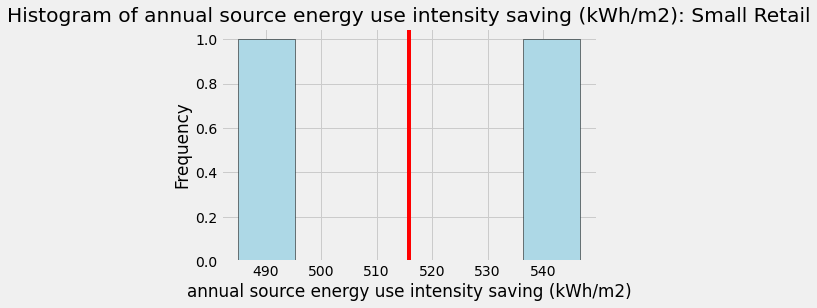 Histogram of annual source energy use intensity saving (kWh/m2): Small Retail
1.0
0.8
0.6
0.4
0.2
0.0
Frequency
490 500 510 520 530 540
annual source energy use intensity saving (kWh/m2)